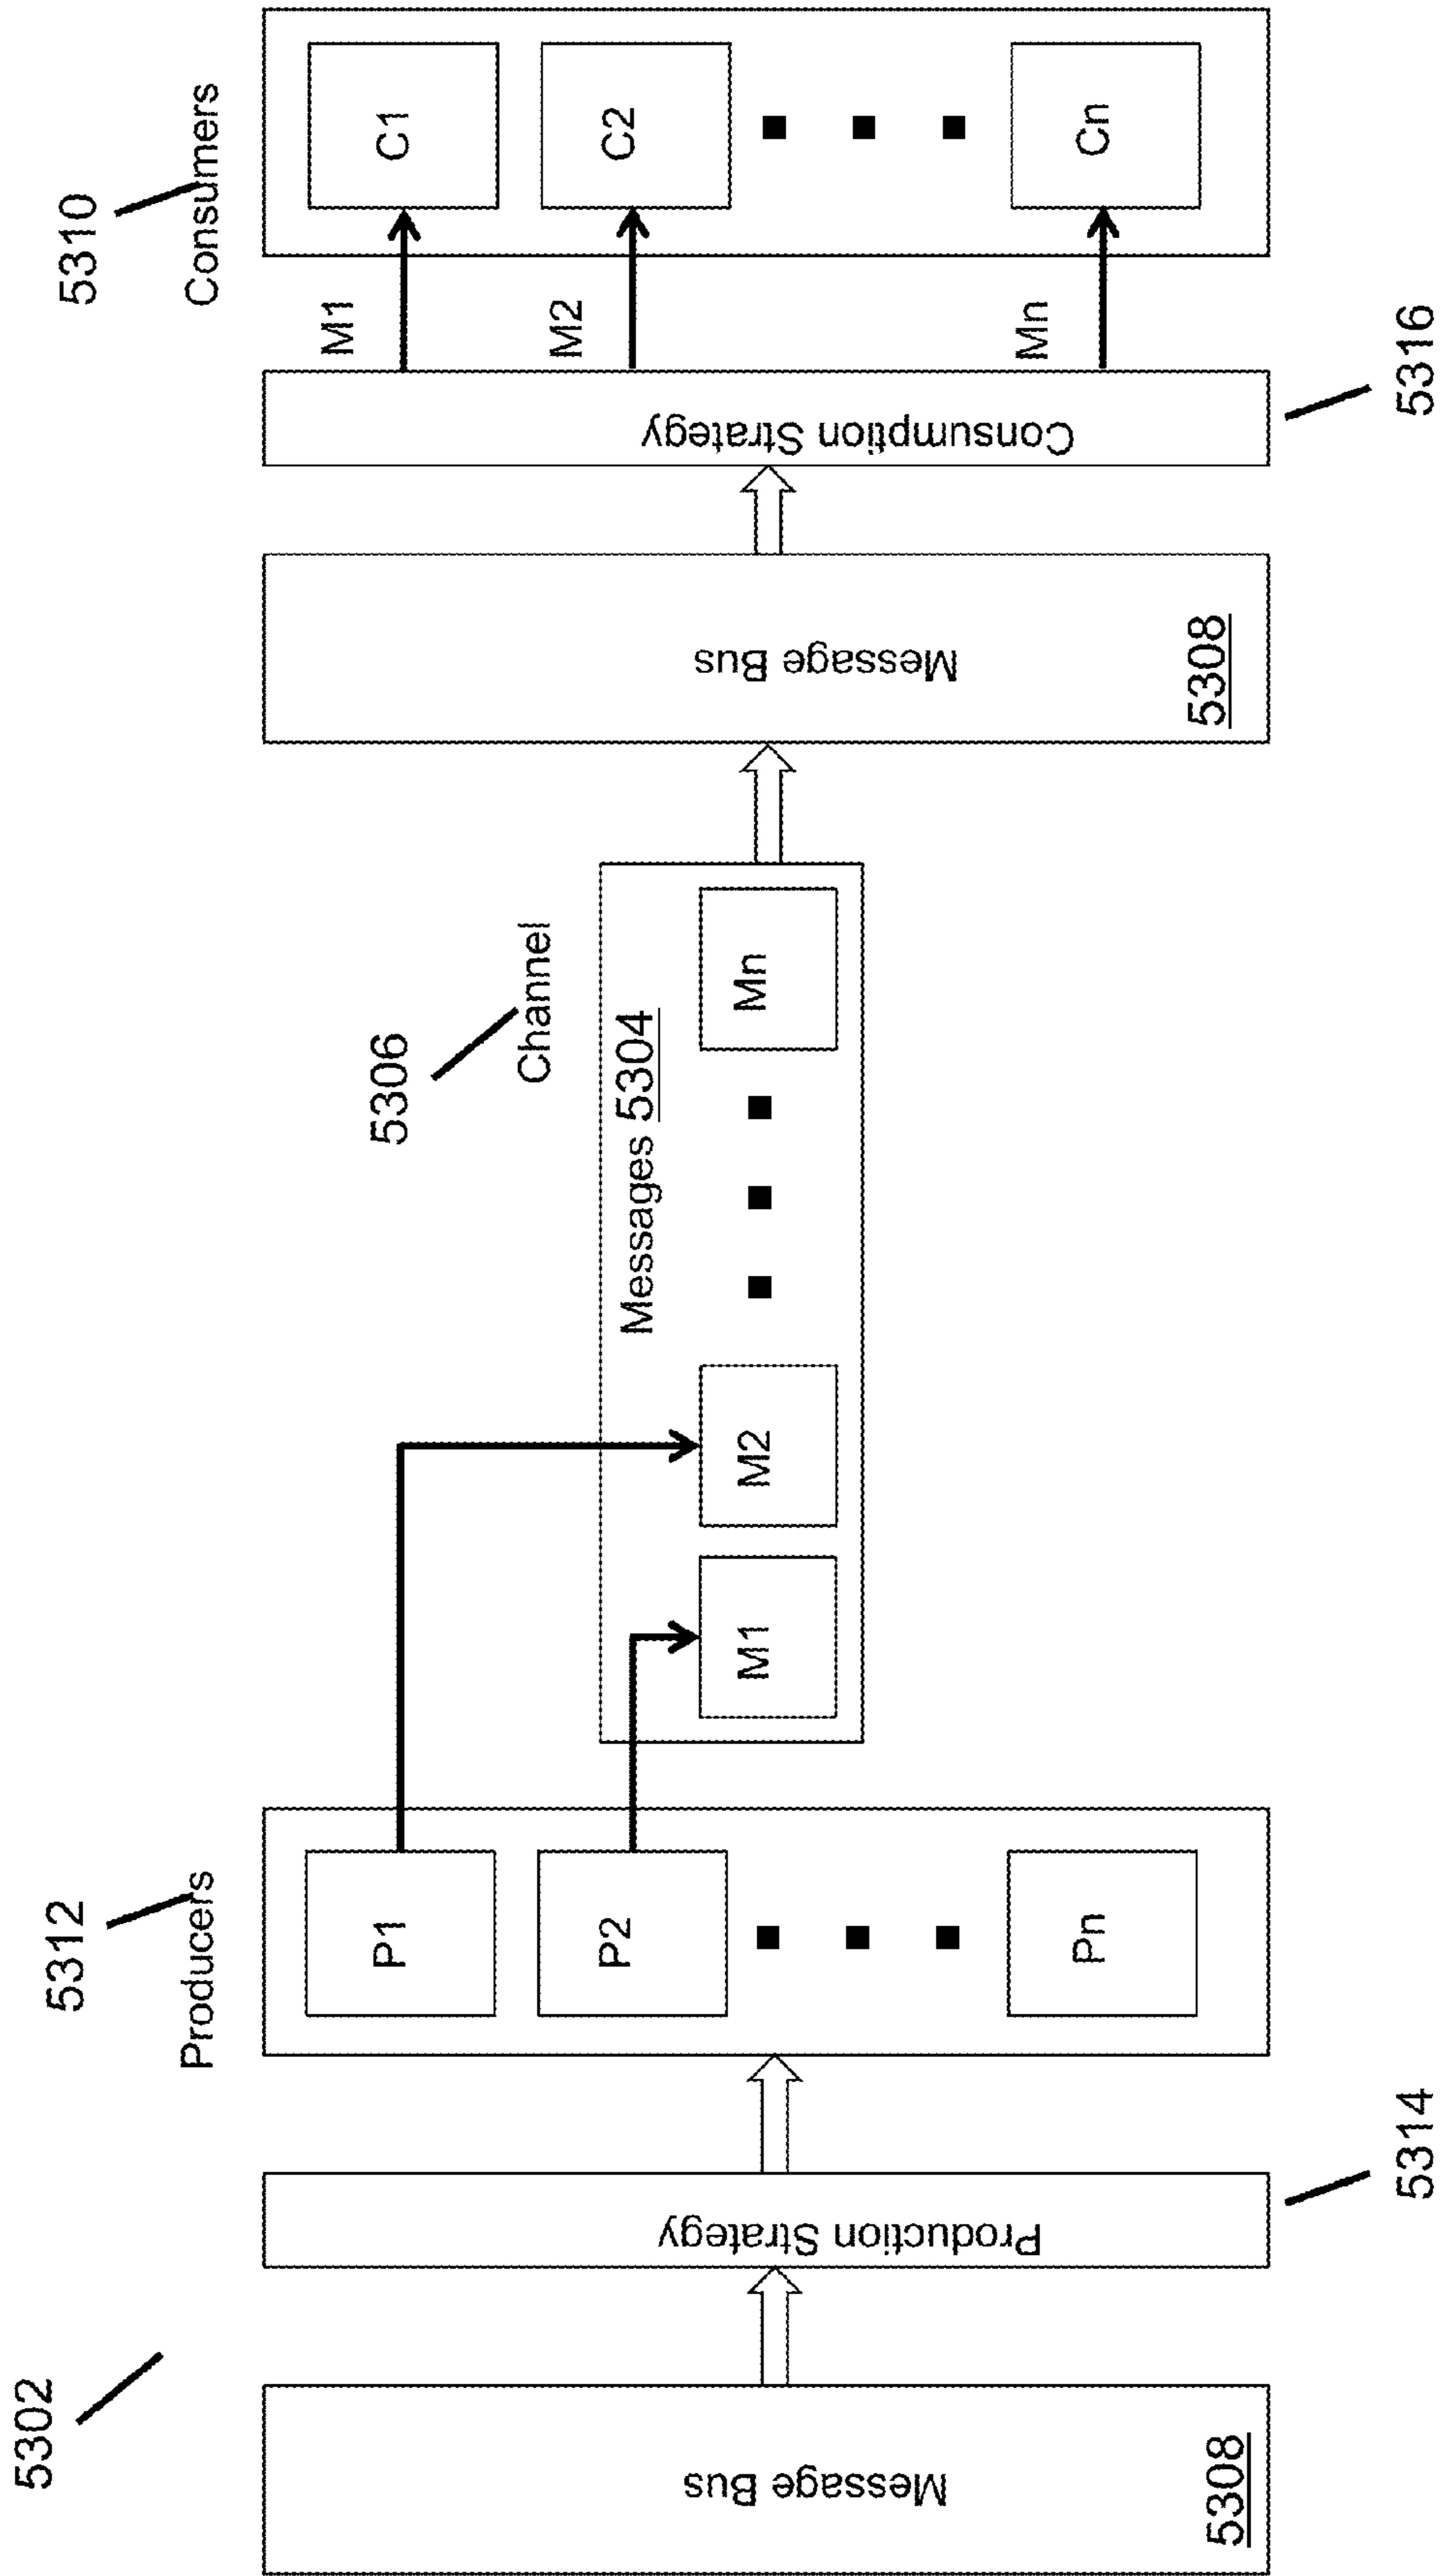 5302
Message Bus
5308
Production Strategy
5314
5312
Producers
P1
P2
Pn
5306
Channel
Messages 5304
M1
M2
Mn
Message Bus
5308
Consumption Strategy
5316
M1
M2
Mn
5310
Consumers
C1
C2
Cn